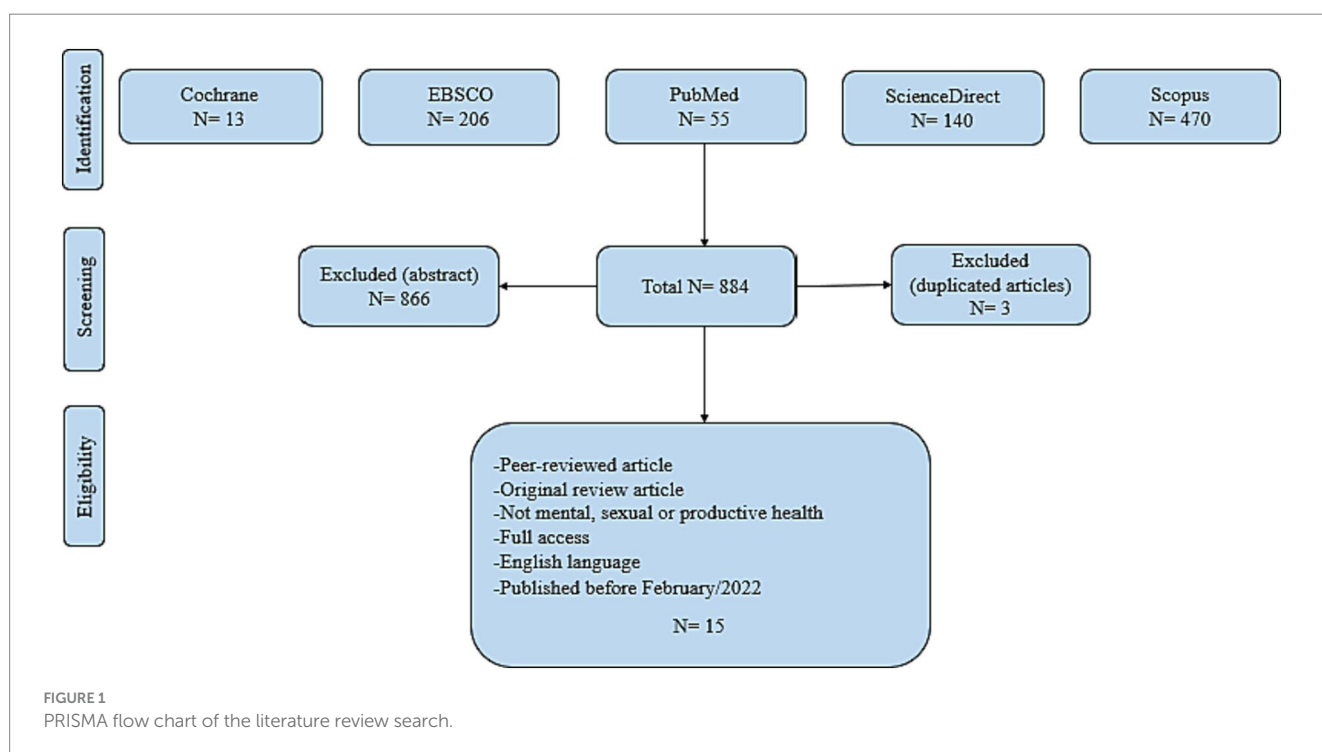 Identification
Cochrane
N= 13
EBSCO
N= 206
PubMed
N= 55
ScienceDirect
N= 140
Scopus
N= 470
Screening
Excluded (abstract)
N= 866
Total N= 884
Excluded
(duplicated articles)
N= 3
Eligibility
-Peer-reviewed article
-Original review article
-Not mental, sexual or productive health
-Full access
-English language
-Published before February/2022
N= 15
FIGURE 1
PRISMA flow chart of the literature review search.